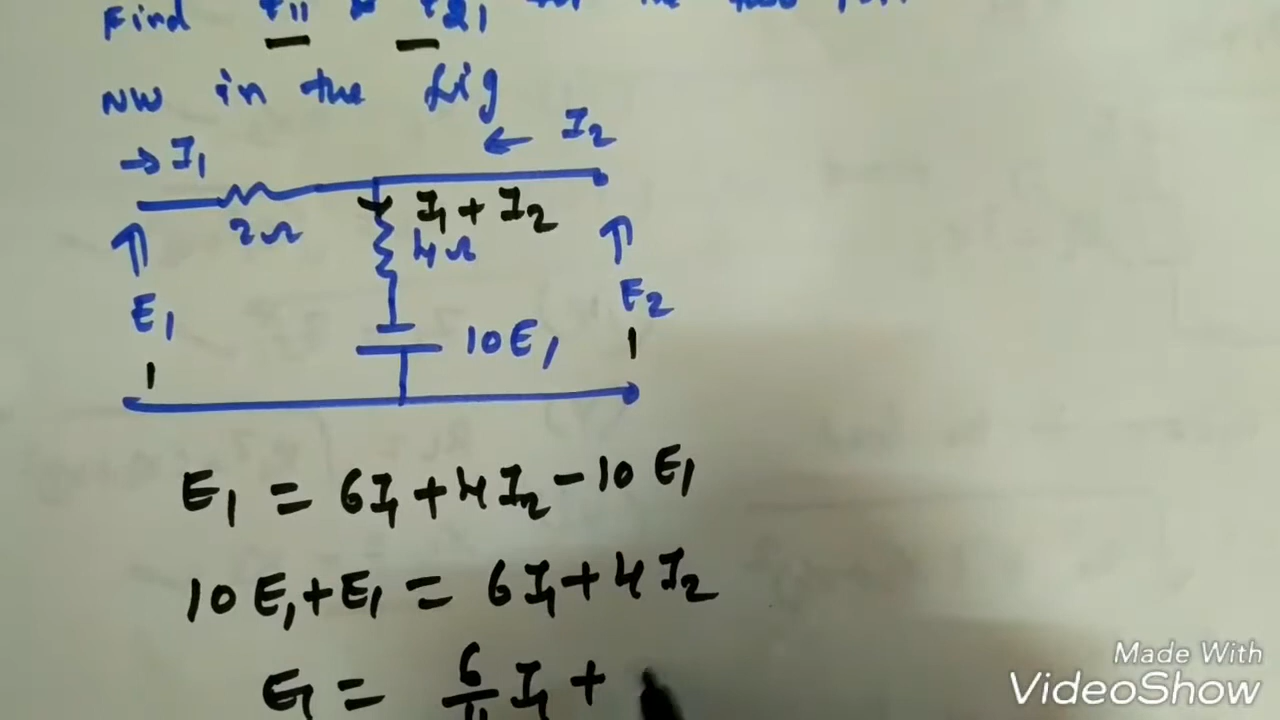 Find
NW in the fig
→ I₁
← I₂
I₁ + I₂
2Ω
4Ω
E₁
E₂
10E₁
E₁ = 6I₁ + 4I₂ - 10E₁
10E₁ + E₁ = 6I₁ + 4I₂
E₁ = 6/11 I₁ +
Made With
VideoShow